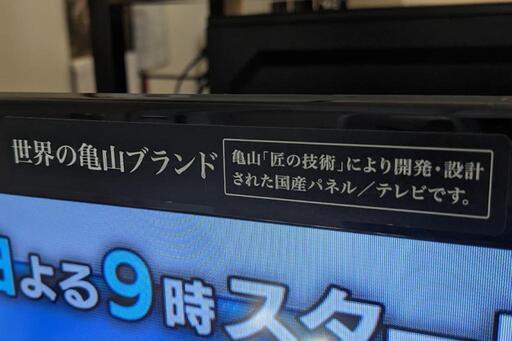 世界の亀山ブランド
亀山「匠の技術」により開発・設計
された国産パネル／テレビです。
よる9時スター